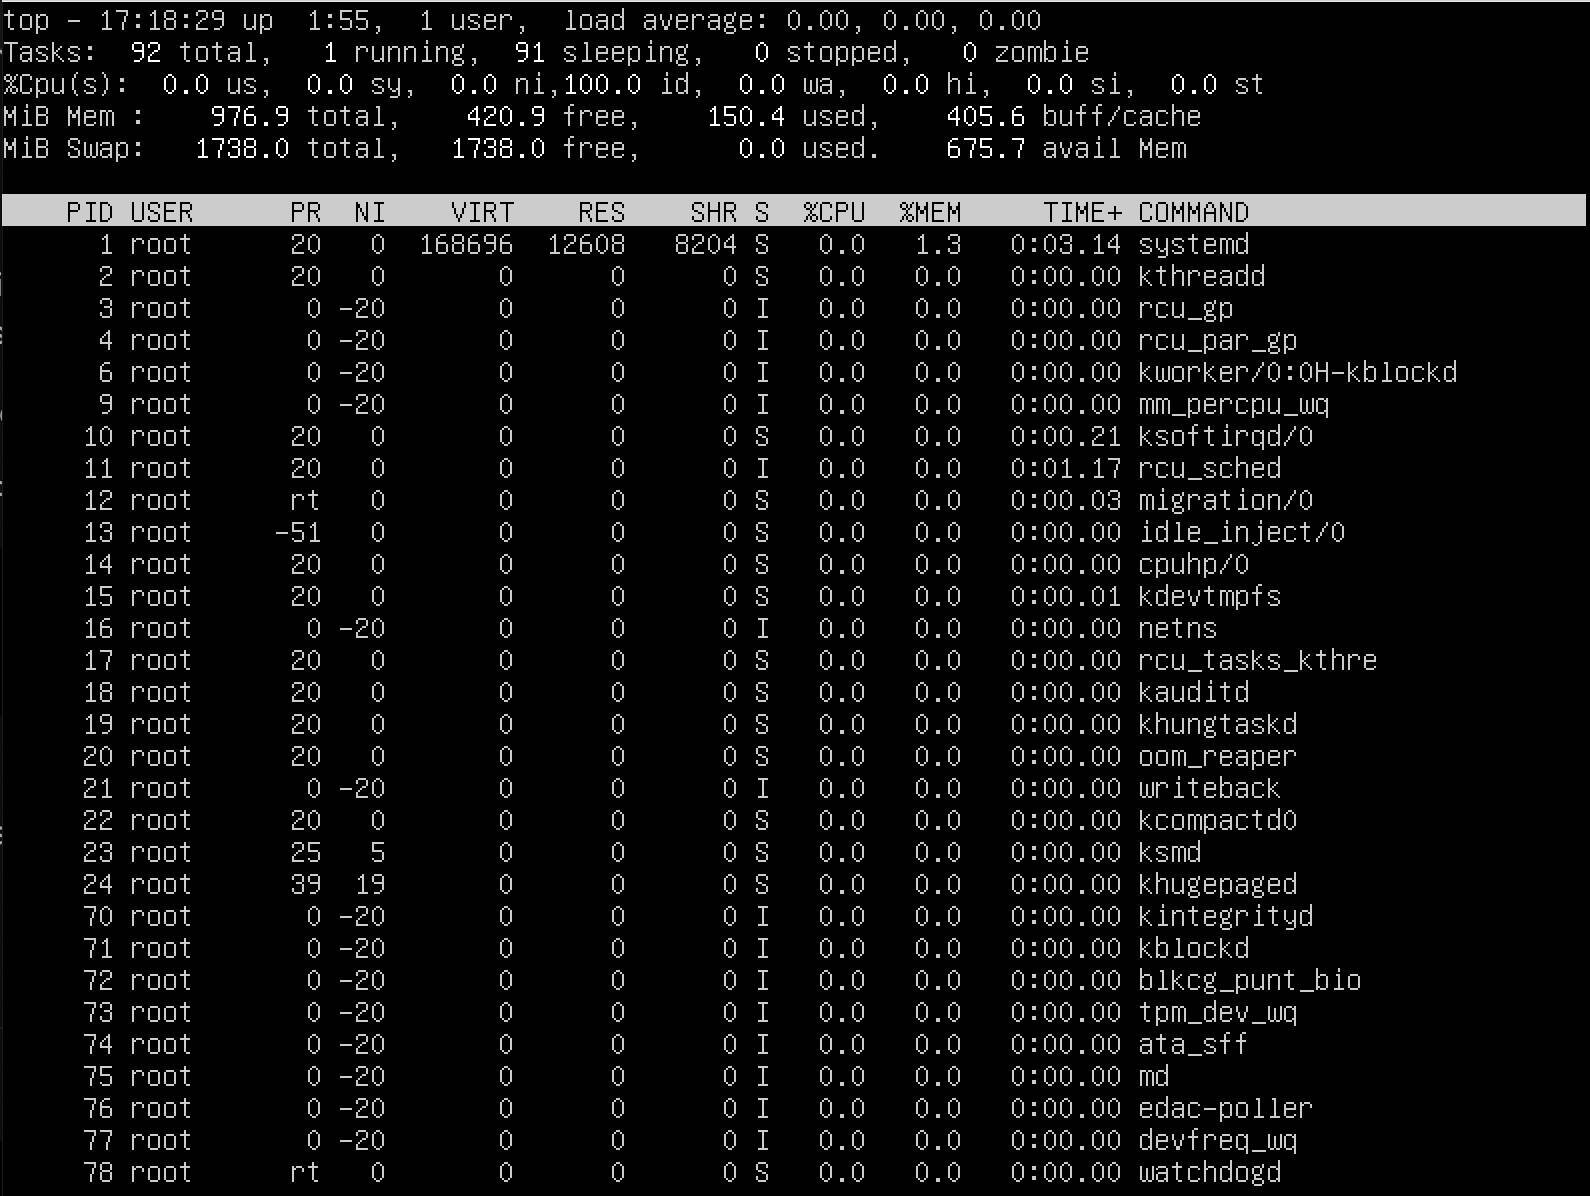 top - 17:18:29 up  1:55,  1 user,  load average: 0.00, 0.00, 0.00
Tasks:  92 total,   1 running,  91 sleeping,   0 stopped,   0 zombie
%Cpu(s):  0.0 us,  0.0 sy,  0.0 ni,100.0 id,  0.0 wa,  0.0 hi,  0.0 si,  0.0 st
MiB Mem :    976.9 total,    420.9 free,    150.4 used,    405.6 buff/cache
MiB Swap:   1738.0 total,   1738.0 free,      0.0 used.    675.7 avail Mem
PID USER      PR  NI    VIRT    RES    SHR S  %CPU  %MEM     TIME+ COMMAND
1 root      20   0  168696  12608   8204 S   0.0   1.3   0:03.14 systemd
2 root      20   0       0      0      0 S   0.0   0.0   0:00.00 kthreadd
3 root       0 -20       0      0      0 I   0.0   0.0   0:00.00 rcu_gp
4 root       0 -20       0      0      0 I   0.0   0.0   0:00.00 rcu_par_gp
6 root       0 -20       0      0      0 I   0.0   0.0   0:00.00 kworker/0:0H-kblockd
9 root       0 -20       0      0      0 I   0.0   0.0   0:00.00 mm_percpu_wq
10 root      20   0       0      0      0 S   0.0   0.0   0:00.21 ksoftirqd/0
11 root      20   0       0      0      0 I   0.0   0.0   0:01.17 rcu_sched
12 root      rt   0       0      0      0 S   0.0   0.0   0:00.03 migration/0
13 root     -51   0       0      0      0 S   0.0   0.0   0:00.00 idle_inject/0
14 root      20   0       0      0      0 S   0.0   0.0   0:00.00 cpuhp/0
15 root      20   0       0      0      0 S   0.0   0.0   0:00.01 kdevtmpfs
16 root       0 -20       0      0      0 I   0.0   0.0   0:00.00 netns
17 root      20   0       0      0      0 S   0.0   0.0   0:00.00 rcu_tasks_kthre
18 root      20   0       0      0      0 S   0.0   0.0   0:00.00 kauditd
19 root      20   0       0      0      0 S   0.0   0.0   0:00.00 khungtaskd
20 root      20   0       0      0      0 S   0.0   0.0   0:00.00 oom_reaper
21 root       0 -20       0      0      0 I   0.0   0.0   0:00.00 writeback
22 root      20   0       0      0      0 S   0.0   0.0   0:00.00 kcompactd0
23 root      25   5       0      0      0 S   0.0   0.0   0:00.00 ksmd
24 root      39  19       0      0      0 S   0.0   0.0   0:00.00 khugepaged
70 root       0 -20       0      0      0 I   0.0   0.0   0:00.00 kintegrityd
71 root       0 -20       0      0      0 I   0.0   0.0   0:00.00 kblockd
72 root       0 -20       0      0      0 I   0.0   0.0   0:00.00 blkcg_punt_bio
73 root       0 -20       0      0      0 I   0.0   0.0   0:00.00 tpm_dev_wq
74 root       0 -20       0      0      0 I   0.0   0.0   0:00.00 ata_sff
75 root       0 -20       0      0      0 I   0.0   0.0   0:00.00 md
76 root       0 -20       0      0      0 I   0.0   0.0   0:00.00 edac-poller
77 root       0 -20       0      0      0 I   0.0   0.0   0:00.00 devfreq_wq
78 root      rt   0       0      0      0 S   0.0   0.0   0:00.00 watchdogd